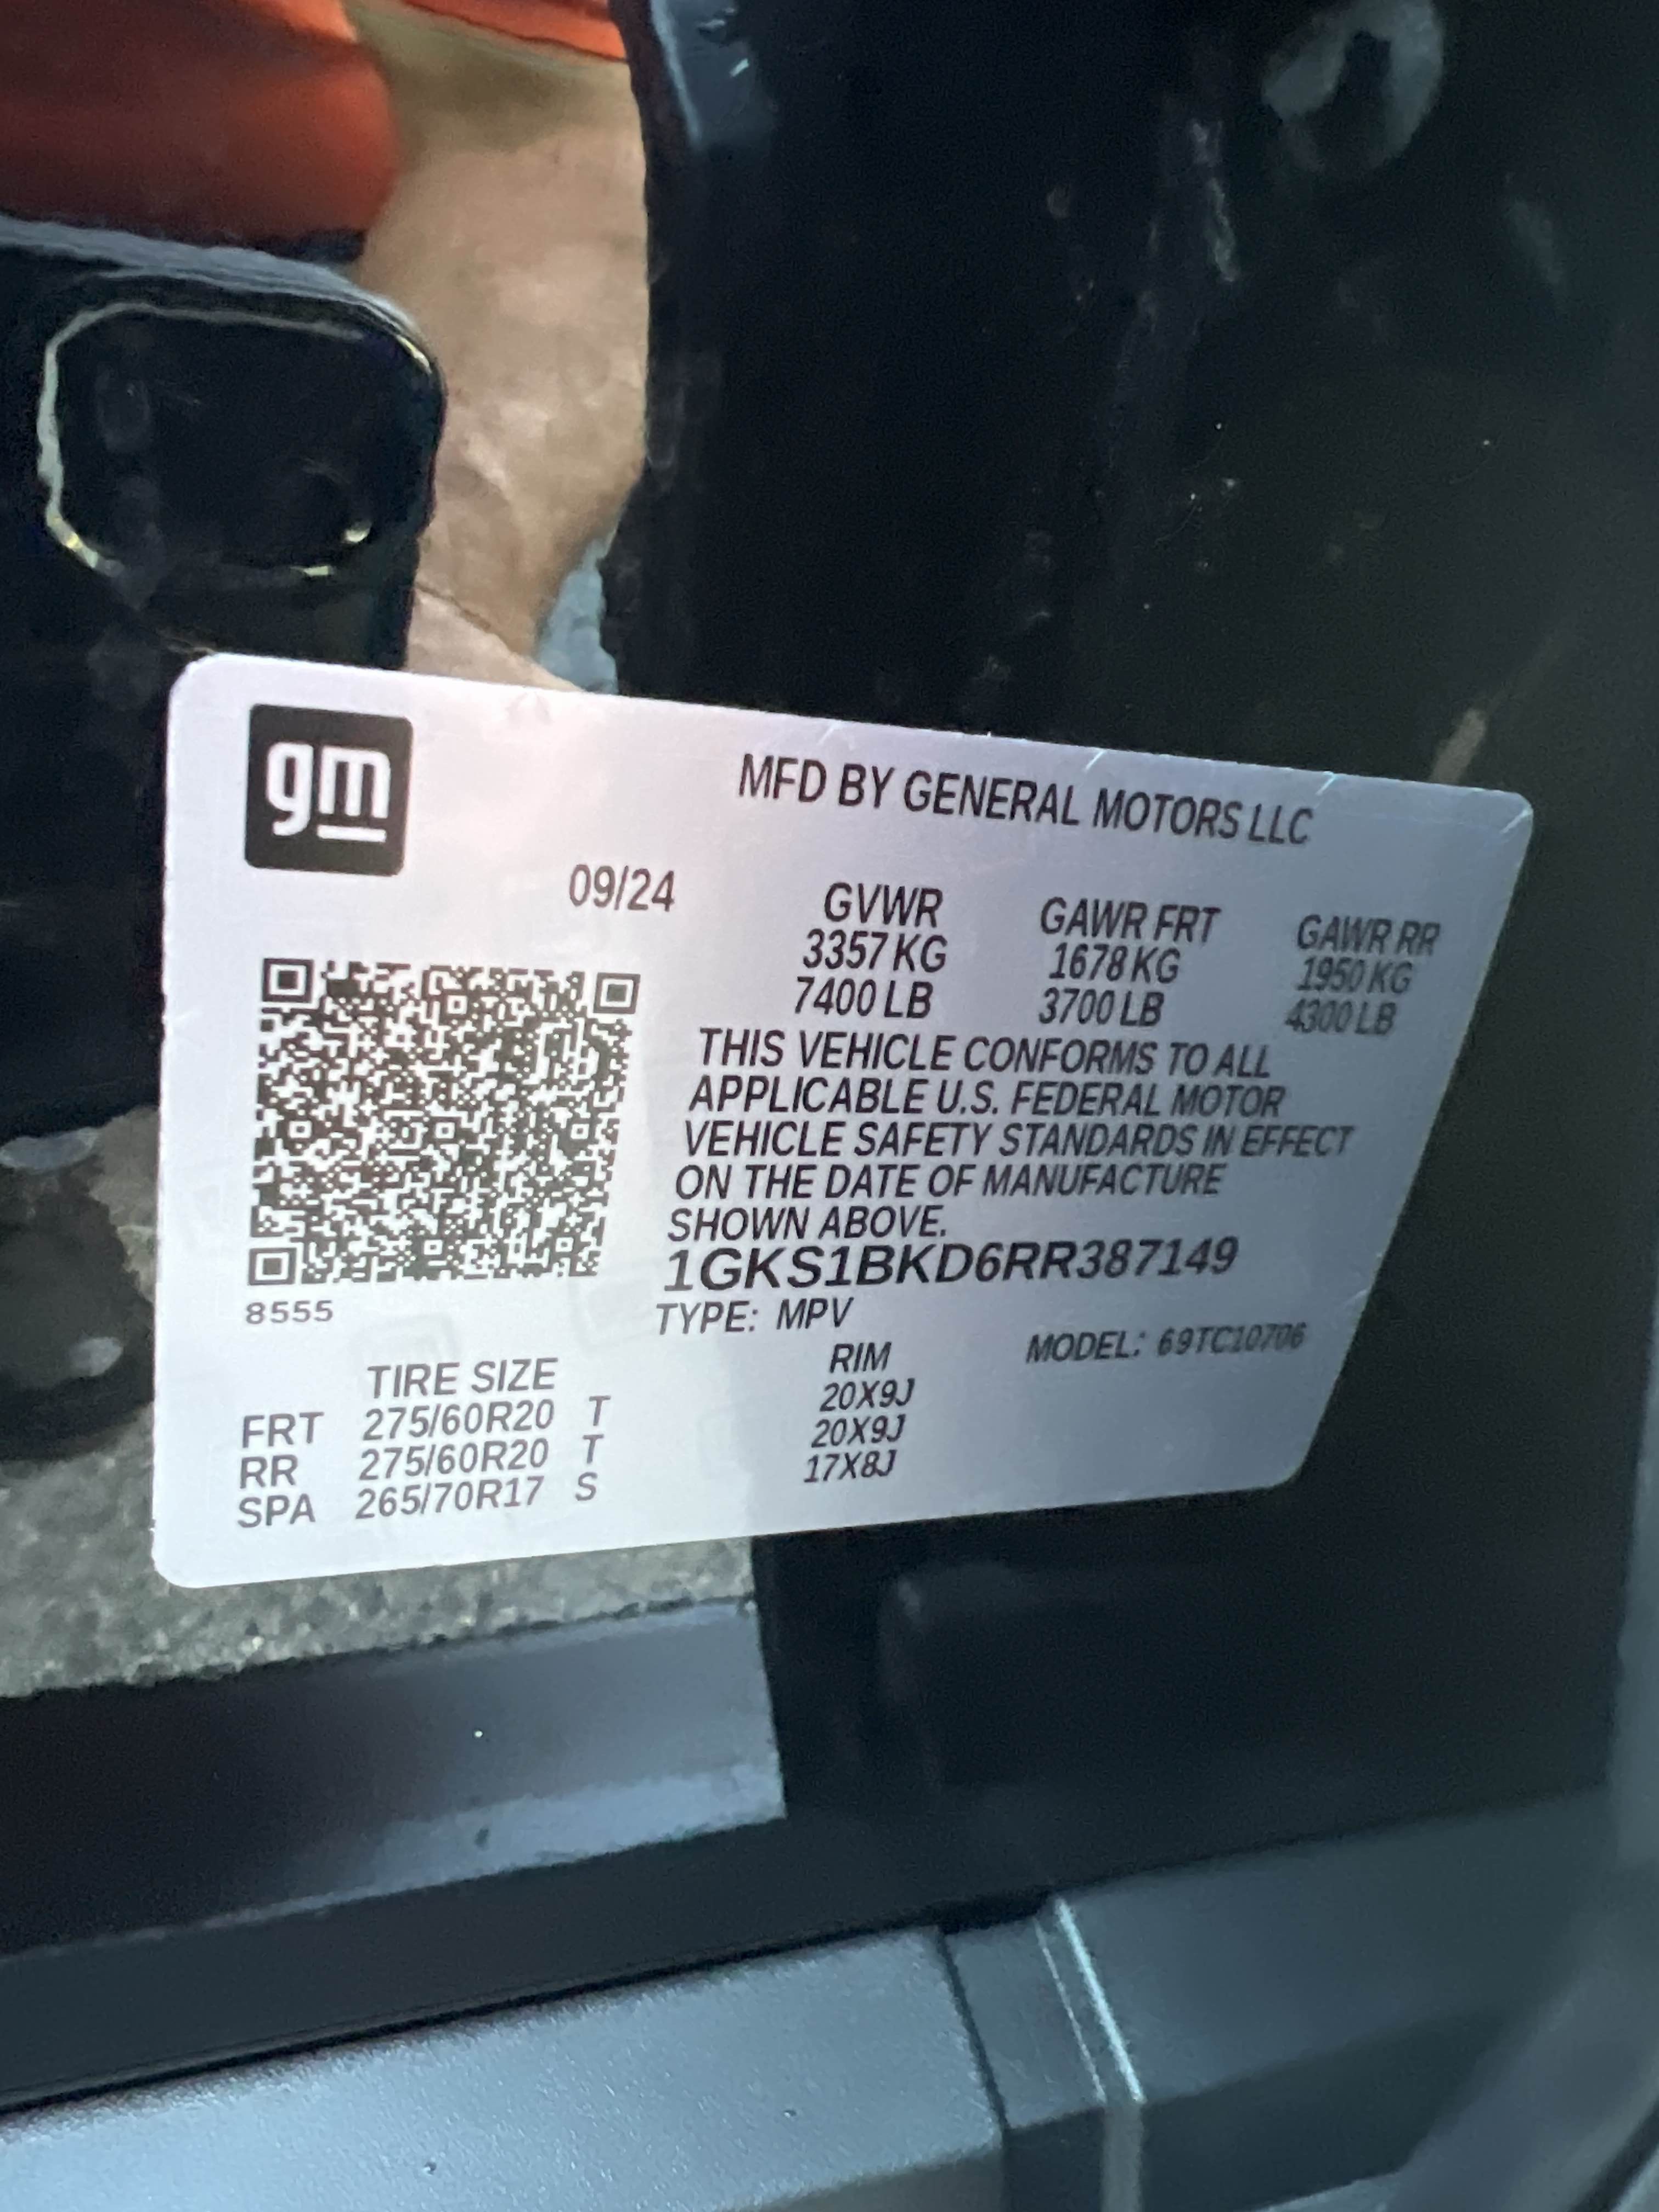 gm
MFD BY GENERAL MOTORS LLC
09/24
GVWR GAWR FRT GAWR RR
3357 KG 1678 KG 1950 KG
7400 LB 3700 LB 4300 LB
THIS VEHICLE CONFORMS TO ALL
APPLICABLE U.S. FEDERAL MOTOR
VEHICLE SAFETY STANDARDS IN EFFECT
ON THE DATE OF MANUFACTURE
SHOWN ABOVE.
1GKS1BKD6RR387149
8555
TYPE: MPV MODEL: 69TC10706
TIRE SIZE RIM
FRT 275/60R20 T 20X9J
RR 275/60R20 T 20X9J
SPA 265/70R17 S 17X8J